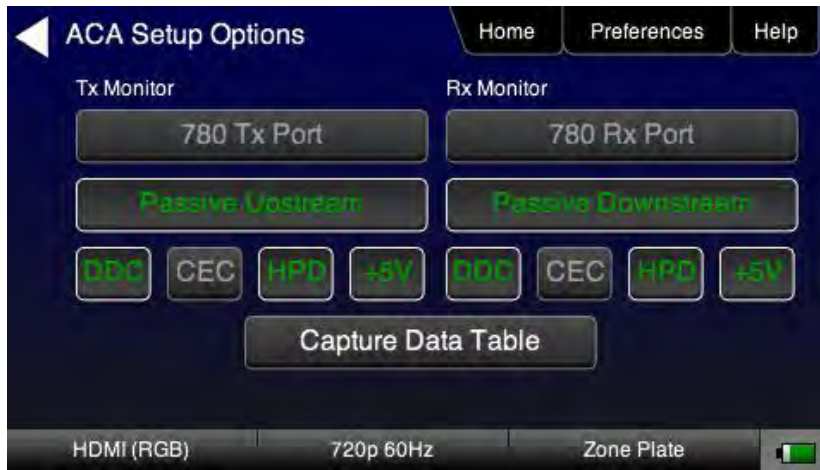 ACA Setup Options Home Preferences Help
Tx Monitor Rx Monitor
780 Tx Port 780 Rx Port
Passive Upstream Passive Downstream
DDC CEC HPD +5V DDC CEC HPD +5V
Capture Data Table
HDMI (RGB) 720p 60Hz Zone Plate